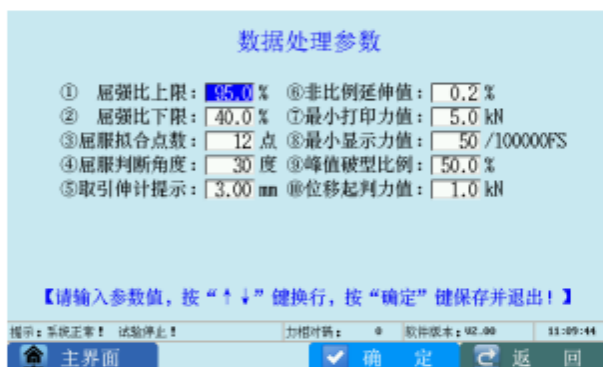 数据处理参数
① 屈强比上限: 95.0 % ⑥非比例延伸值: 0.2 %
② 屈强比下限: 40.0 % ⑦最小打印力值: 5.0 kN
③屈服拟合点数: 12 点 ⑧最小显示力值: 50 /100000FS
④屈服判断角度: 30 度 ⑨峰值破型比例: 50.0 %
⑤取引伸计提示: 3.00 mm ⑩位移起判力值: 1.0 kN
【请输入参数值，按“↑↓”键换行，按“确定”键保存并退出！】
提示: 系统正常! 试验停止! 力相对码: 0 软件版本: V2.00 11:09:44
主界面 确 定 返 回